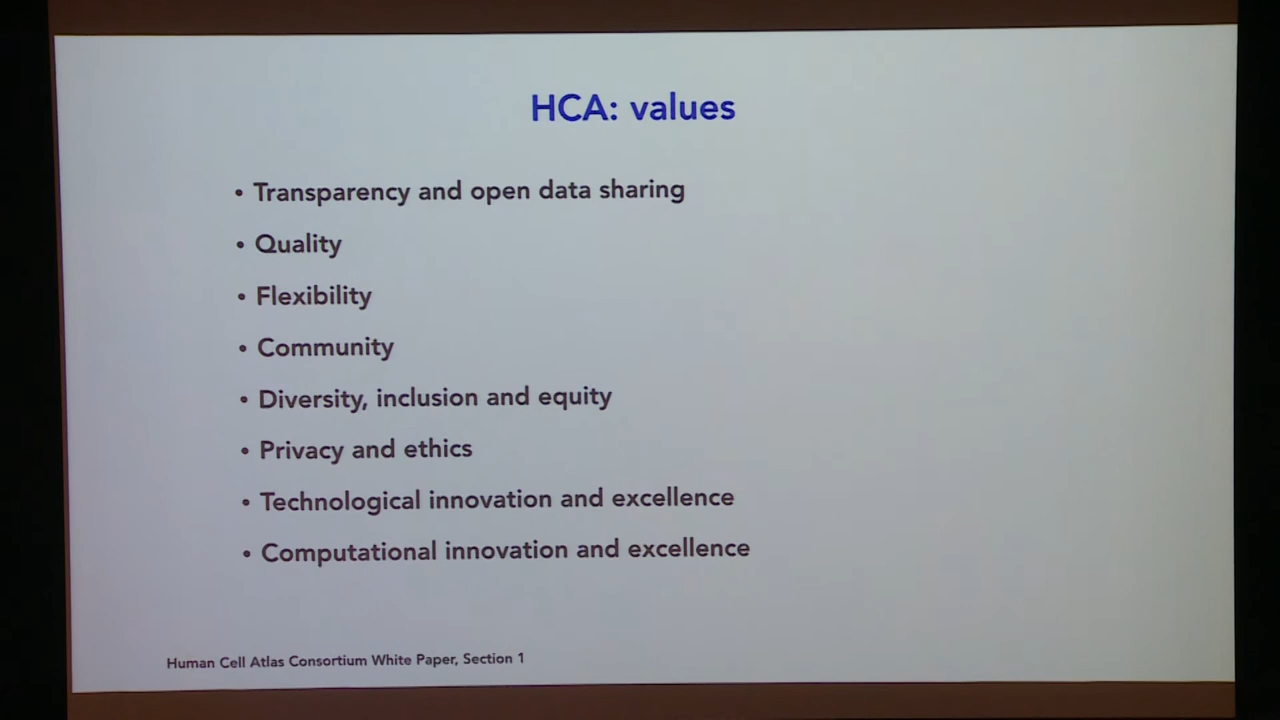 HCA: values
• Transparency and open data sharing
• Quality
• Flexibility
• Community
• Diversity, inclusion and equity
• Privacy and ethics
• Technological innovation and excellence
• Computational innovation and excellence
Human Cell Atlas Consortium White Paper, Section 1